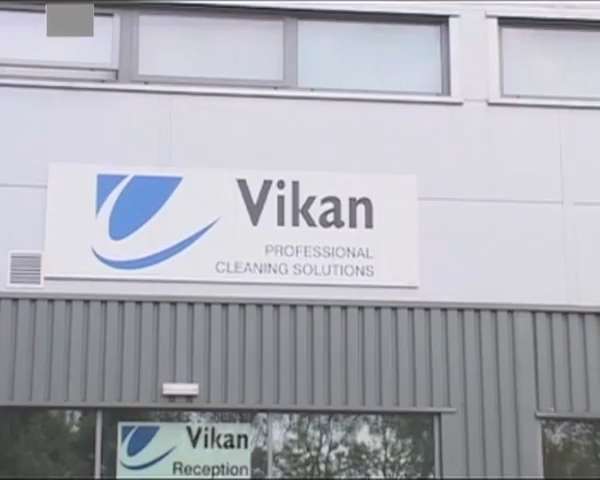 Vikan
PROFESSIONAL
CLEANING SOLUTIONS
Vikan
Reception